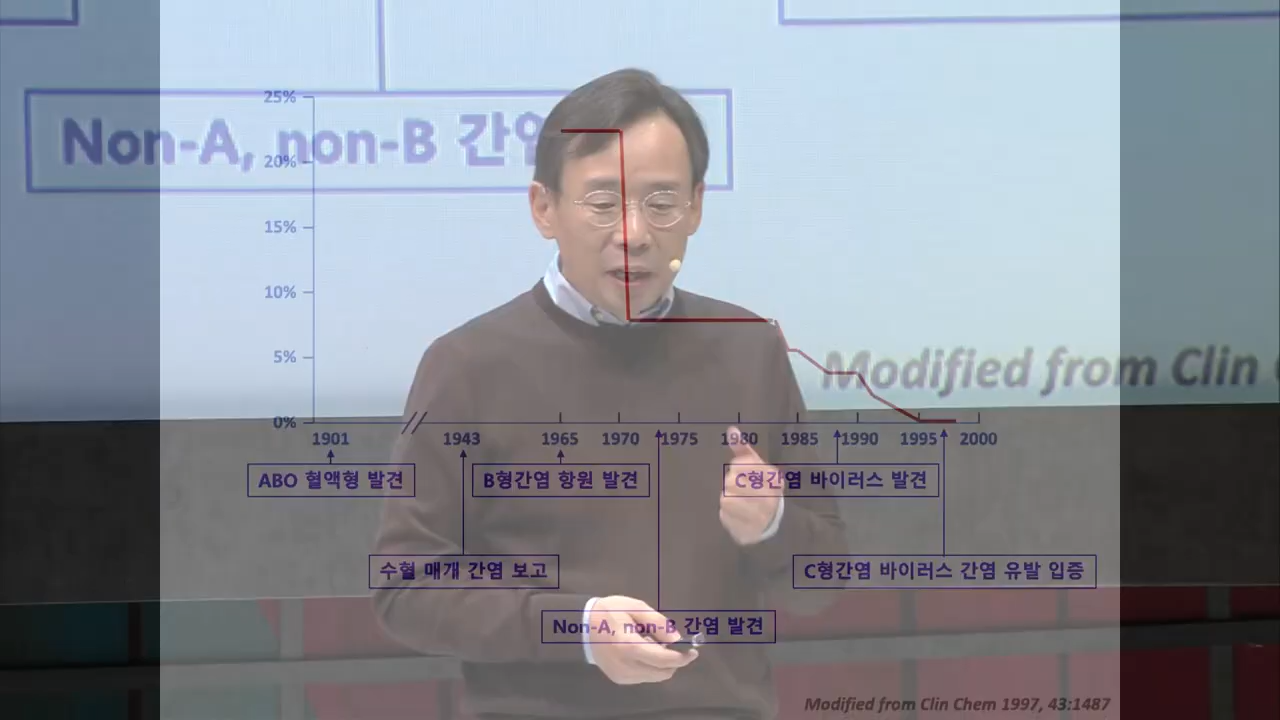 Non-A, non-B 간염
Modified from Clin
25%
20%
15%
10%
5%
0%
1901
1943
1965
1970
1975
1980
1985
1990
1995
2000
ABO 혈액형 발견
B형간염 항원 발견
C형간염 바이러스 발견
수혈 매개 간염 보고
C형간염 바이러스 간염 유발 입증
Non-A, non-B 간염 발견
Modified from Clin Chem 1997, 43:1487